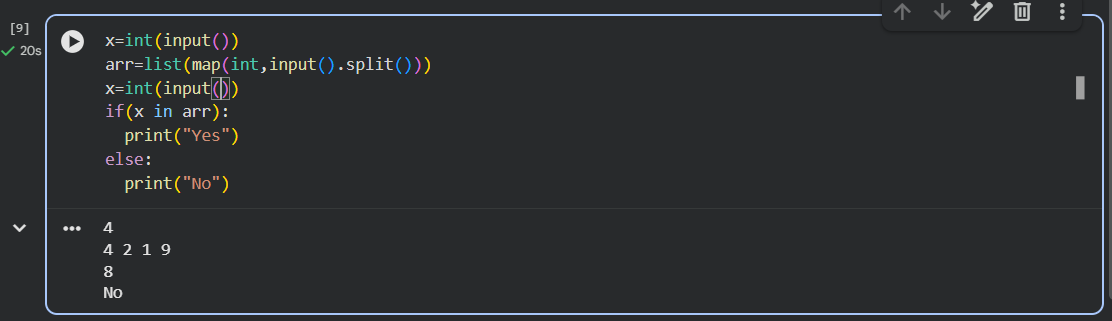 [9]
20s
x=int(input())
arr=list(map(int,input().split()))
x=int(input())
if(x in arr):
  print("Yes")
else:
  print("No")
4
4 2 1 9
8
No